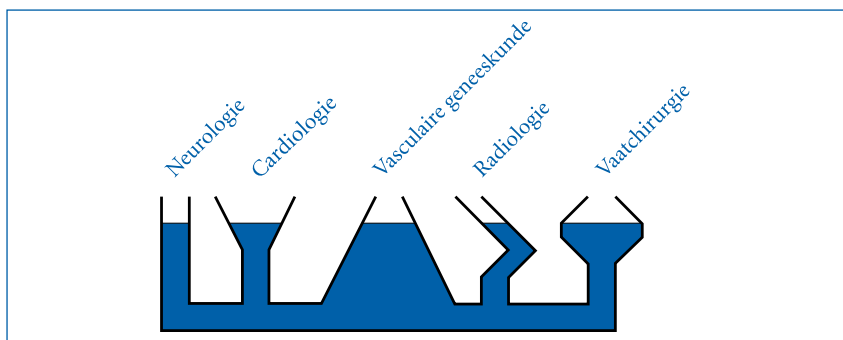 Neurologie
Cardiologie
Vasculaire geneeskunde
Radiologie
Vaatchirurgie